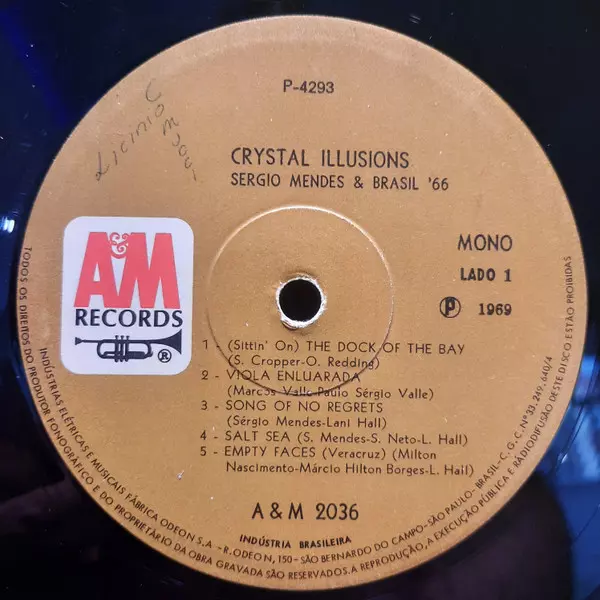 P-4293
Licinio
CRYSTAL ILLUSIONS
SERGIO MENDES & BRASIL '66
A&M
RECORDS
®
MONO
LADO 1
Ⓟ 1969
1 - (Sittin' On) THE DOCK OF THE BAY
(S. Cropper-O. Redding)
2 - VIOLA ENLUARADA
(Marcos Valle-Paulo Sérgio Valle)
3 - SONG OF NO REGRETS
(Sérgio Mendes-Lani Hall)
4 - SALT SEA (S. Mendes-S. Neto-L. Hall)
5 - EMPTY FACES (Veracruz) (Milton
Nascimento-Márcio Hilton Borges-L. Hall)
A & M 2036
INDÚSTRIA BRASILEIRA
INDÚSTRIAS ELÉTRICAS E MUSICAIS FÁBRICA ODEON S.A - R. ODEON, 150 - SÃO BERNARDO DO CAMPO - SÃO PAULO - BRASIL - C.G.C. Nº 33.249.640/4
TODOS OS DIREITOS DO PRODUTOR FONOGRÁFICO E DO PROPRIETÁRIO DA OBRA GRAVADA SÃO RESERVADOS. A REPRODUÇÃO, A EXECUÇÃO PÚBLICA E RÁDIODIFUSÃO DESTE DISCO ESTÃO PROIBIDAS